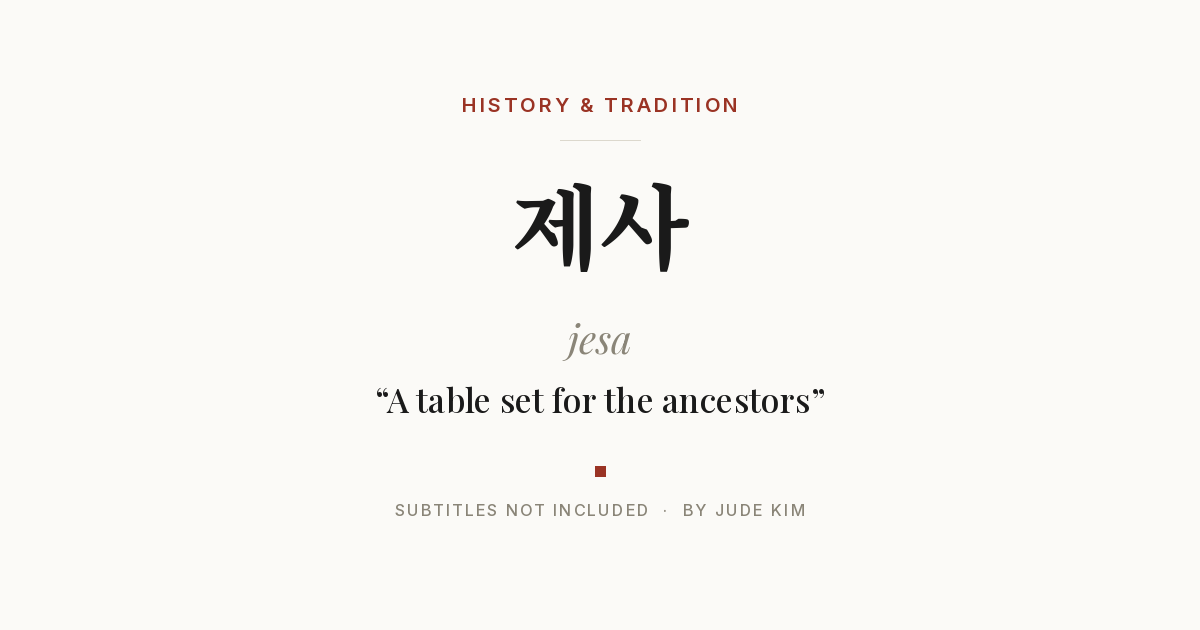 HISTORY & TRADITION
제사
jesa
“A table set for the ancestors”
SUBTITLES NOT INCLUDED · BY JUDE KIM